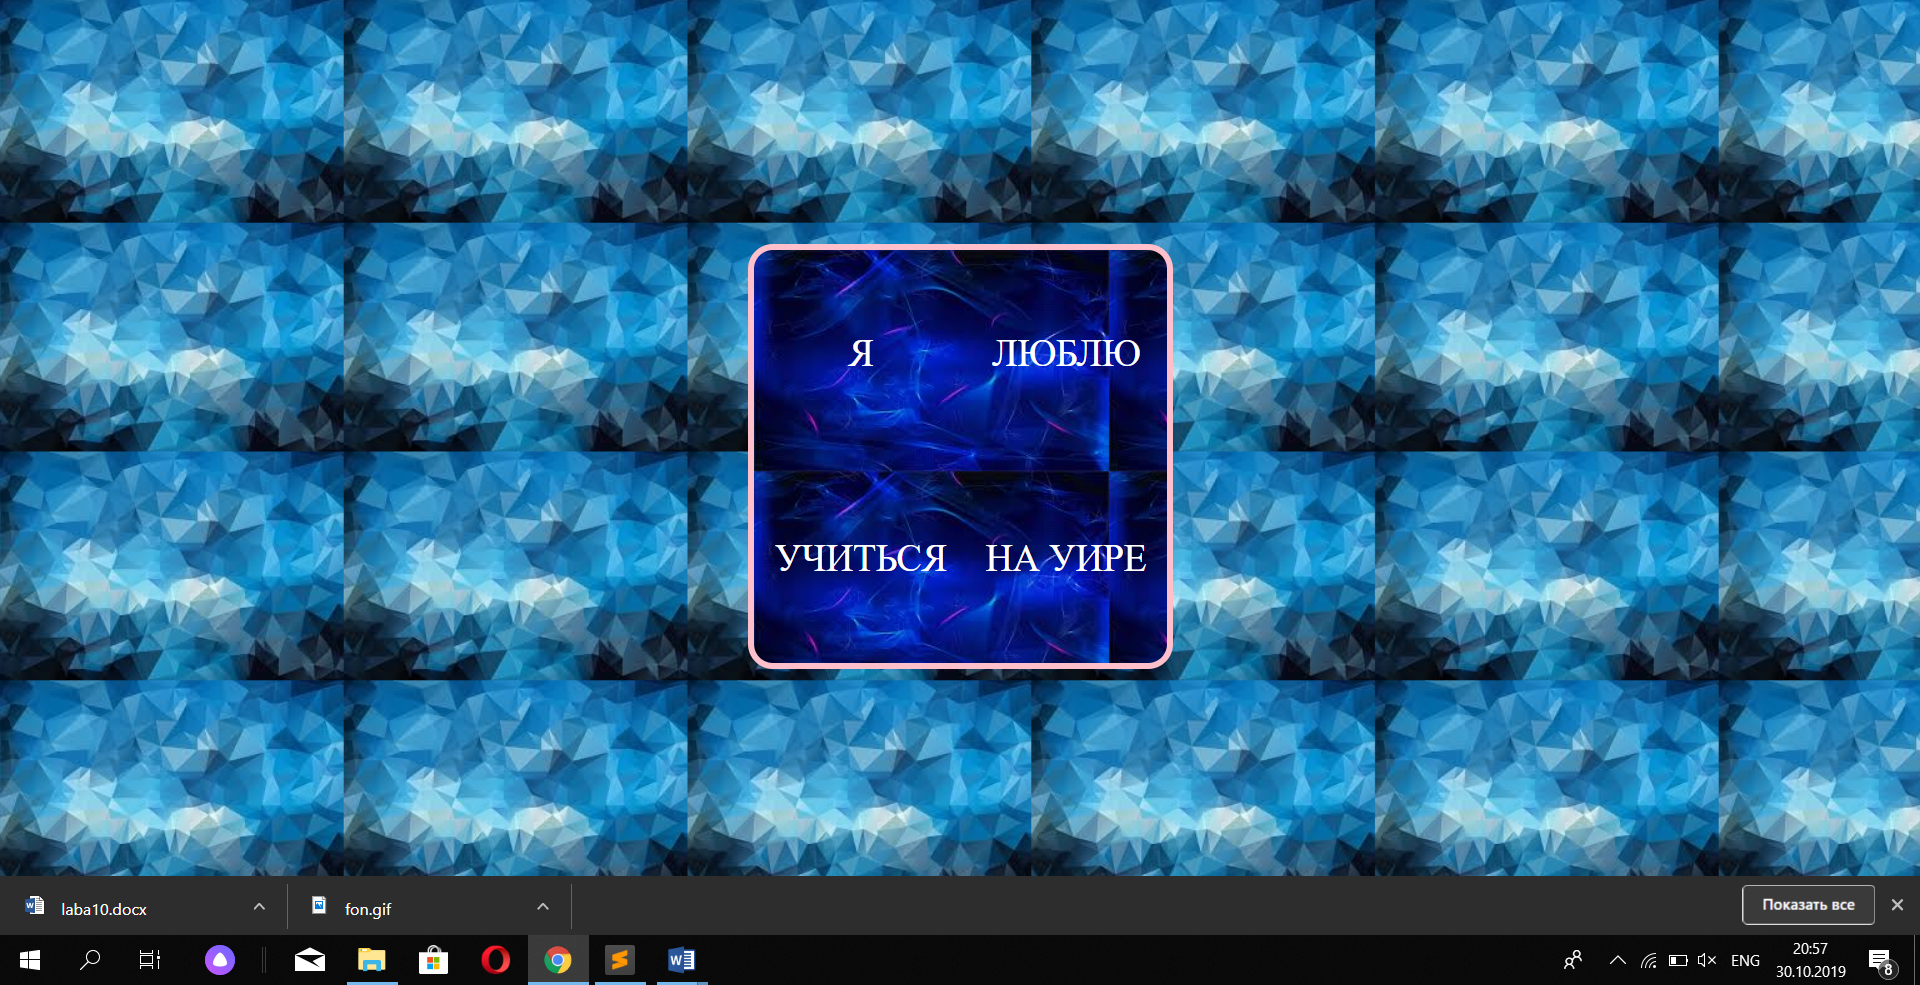 Я ЛЮБЛЮ
УЧИТЬСЯ НА УИРЕ
laba10.docx
fon.gif
Показать все
ENG
20:57
30.10.2019
8